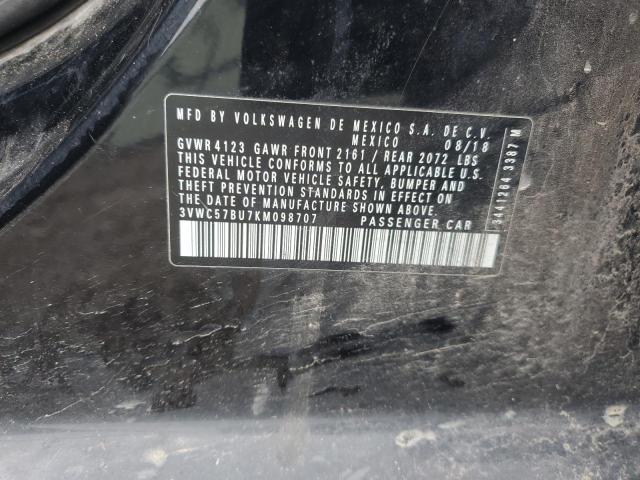 MFD BY VOLKSWAGEN DE MEXICO S.A. DE C.V.
MEXICO 08/18
GVWR 4123 GAWR FRONT 2161 / REAR 2072 LBS
THIS VEHICLE CONFORMS TO ALL APPLICABLE U.S.
FEDERAL MOTOR VEHICLE SAFETY, BUMPER AND
THEFT PREVENTION STANDARDS IN EFFECT ON
THE DATE OF MANUFACTURE SHOWN ABOVE.
3VWC57BU7KM098707 PASSENGER CAR
3441264 3387 M